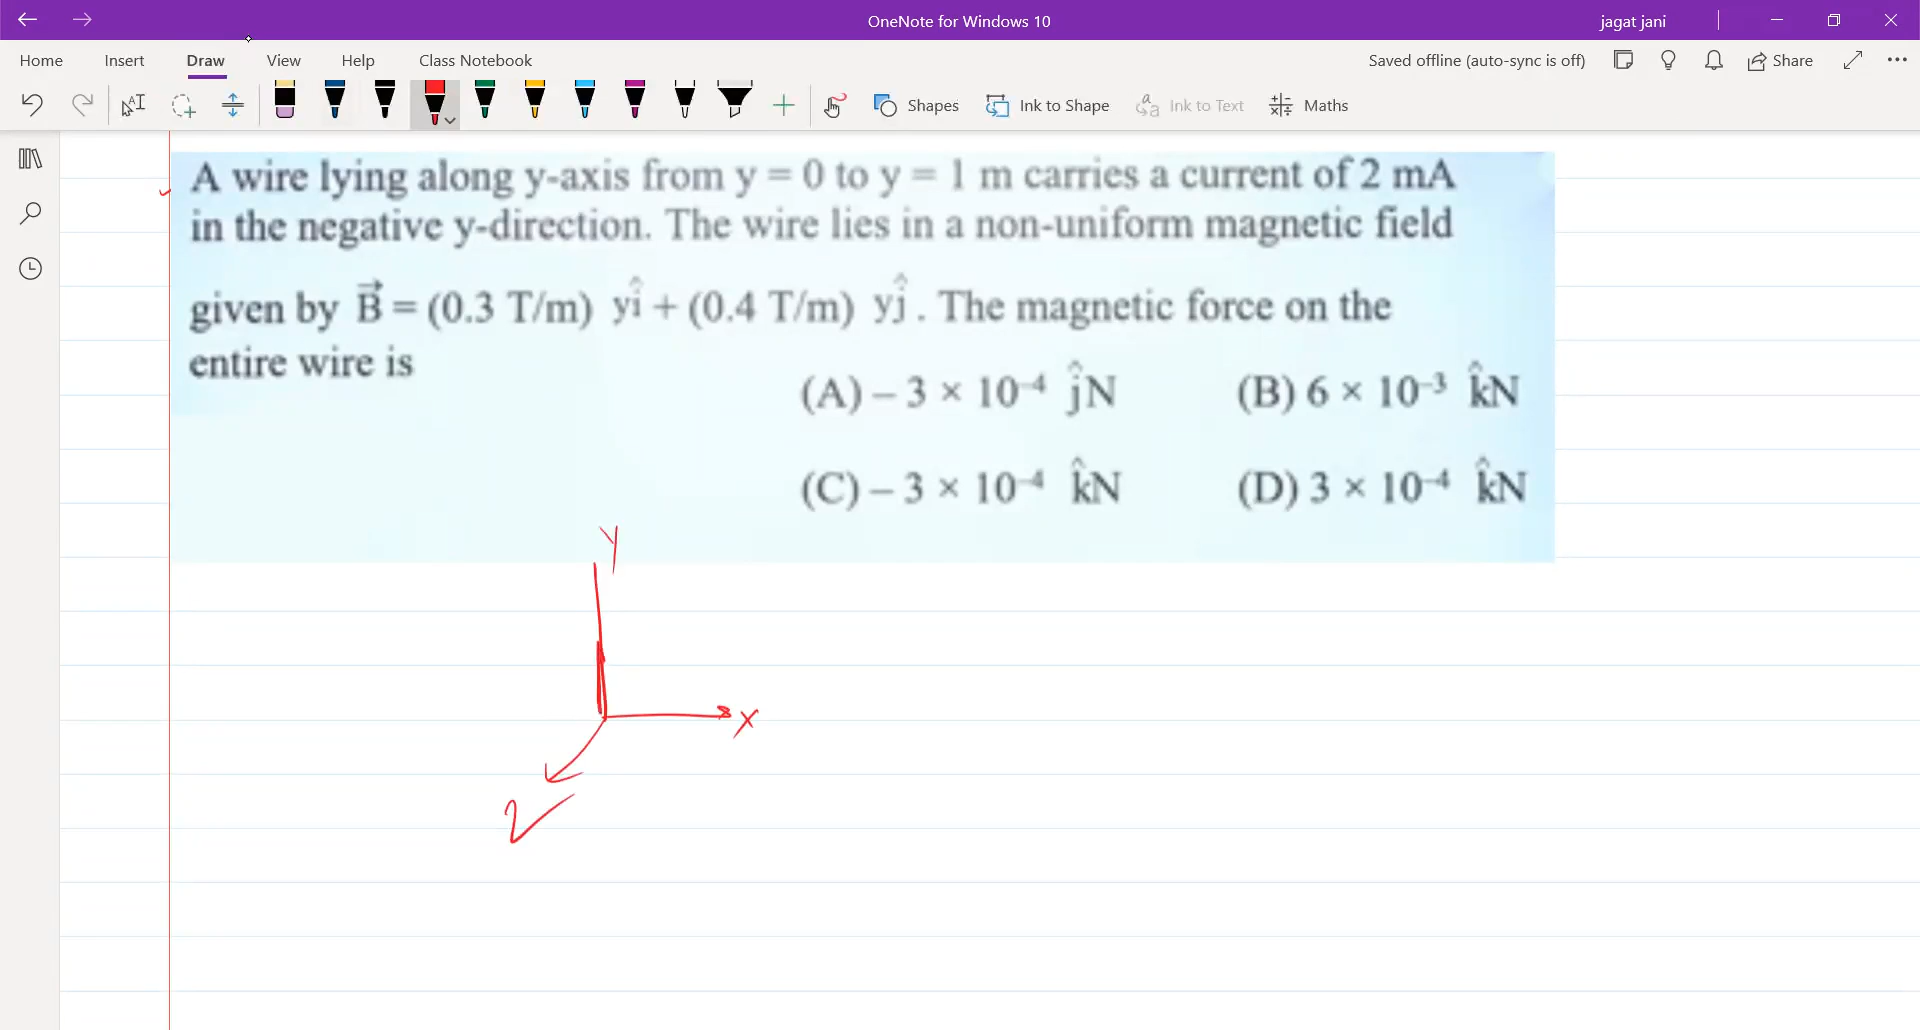 OneNote for Windows 10
jagat jani
Home Insert Draw View Help Class Notebook
Saved offline (auto-sync is off) Share
Shapes Ink to Shape Ink to Text Maths
A wire lying along y-axis from y = 0 to y = 1 m carries a current of 2 mA
in the negative y-direction. The wire lies in a non-uniform magnetic field
given by B⃗ = (0.3 T/m) yî + (0.4 T/m) yĵ . The magnetic force on the
entire wire is
(A) – 3 × 10⁻⁴ ĵN (B) 6 × 10⁻³ k̂N
(C) – 3 × 10⁻⁴ k̂N (D) 3 × 10⁻⁴ k̂N
y
x